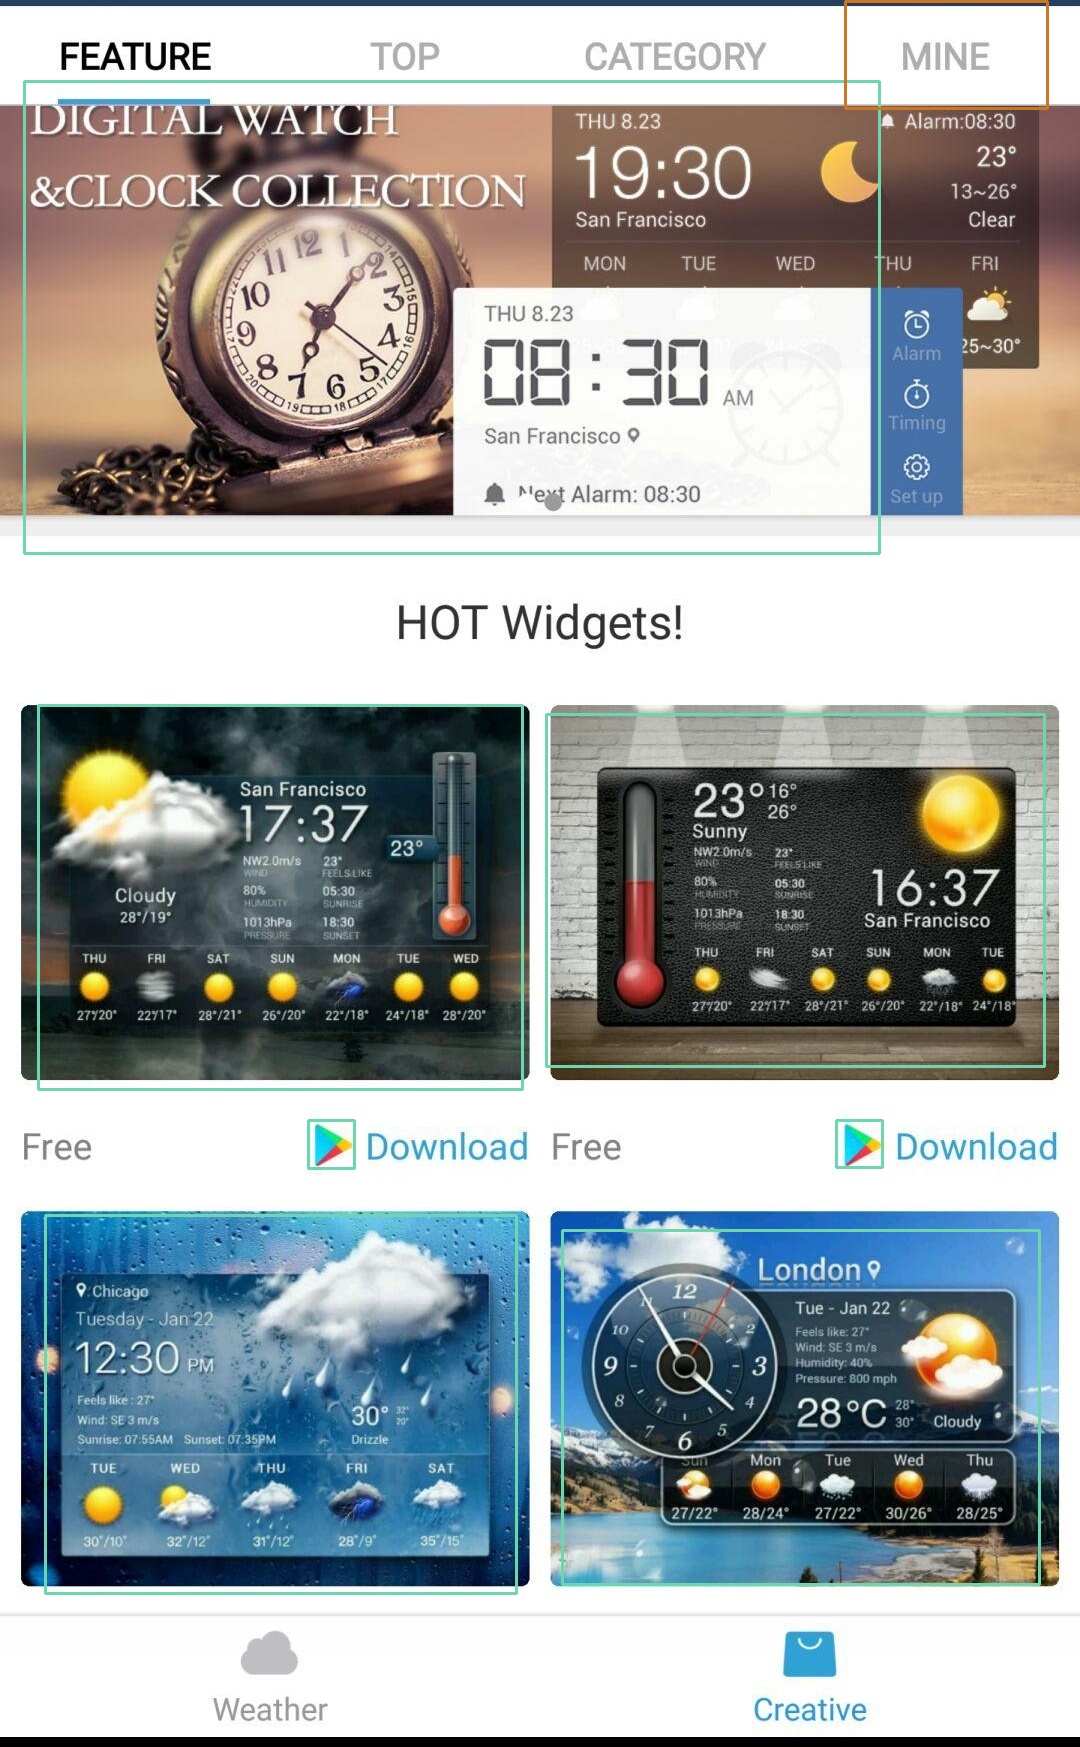 FEATURE TOP CATEGORY MINE
DIGITAL WATCH
&CLOCK COLLECTION
THU 8.23 Alarm:08:30
19:30 23°
13~26°
San Francisco Clear
MON TUE WED THU FRI
25~30°
THU 8.23
08:30 AM
San Francisco
Next Alarm: 08:30
Alarm
Timing
Set up
HOT Widgets!
San Francisco
17:37
23°
NW2.0m/s 23°
WIND FEELS LIKE
Cloudy 80% 05:30
HUMIDITY SUNRISE
28°/19°
1013hPa 18:30
PRESSURE SUNSET
THU FRI SAT SUN MON TUE WED
27°/20° 22°/17° 28°/21° 26°/20° 22°/18° 24°/18° 28°/20°
23° 16°
26°
Sunny
NW2.0m/s 23°
WIND FEELS LIKE
80% 05:30
HUMIDITY SUNRISE
1013hPa 18:30
PRESSURE SUNSET
16:37
San Francisco
THU FRI SAT SUN MON TUE
27°/20° 22°/17° 28°/21° 26°/20° 22°/18° 24°/18°
Free Download Free Download
Chicago
Tuesday - Jan 22
12:30 PM
Feels like : 27°
Wind: SE 3 m/s
Sunrise: 07:55AM Sunset: 07:35PM
30° 32°
20°
Drizzle
TUE WED THU FRI SAT
30°/10° 32°/12° 31°/12° 28°/9° 35°/15°
London
Tue - Jan 22
Feels like: 27°
Wind: SE 3 m/s
Humidity: 40%
Pressure: 800 mph
28°C 28°
30° Cloudy
Sun Mon Tue Wed Thu
27/22° 28/24° 27/22° 30/26° 28/25°
Weather Creative